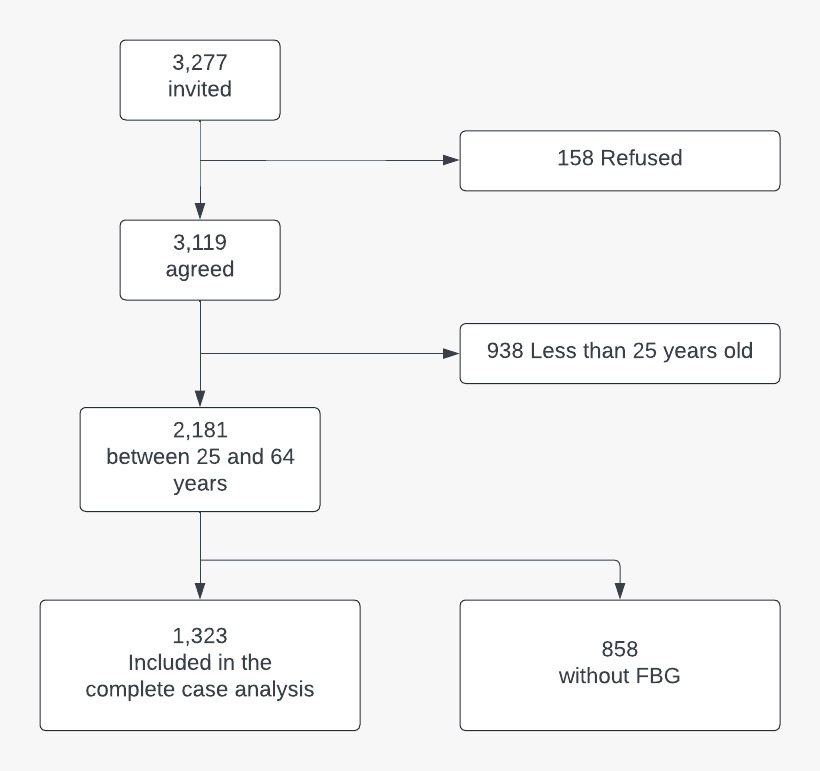 3,277
invited
158 Refused
3,119
agreed
938 Less than 25 years old
2,181
between 25 and 64
years
1,323
Included in the
complete case analysis
858
without FBG